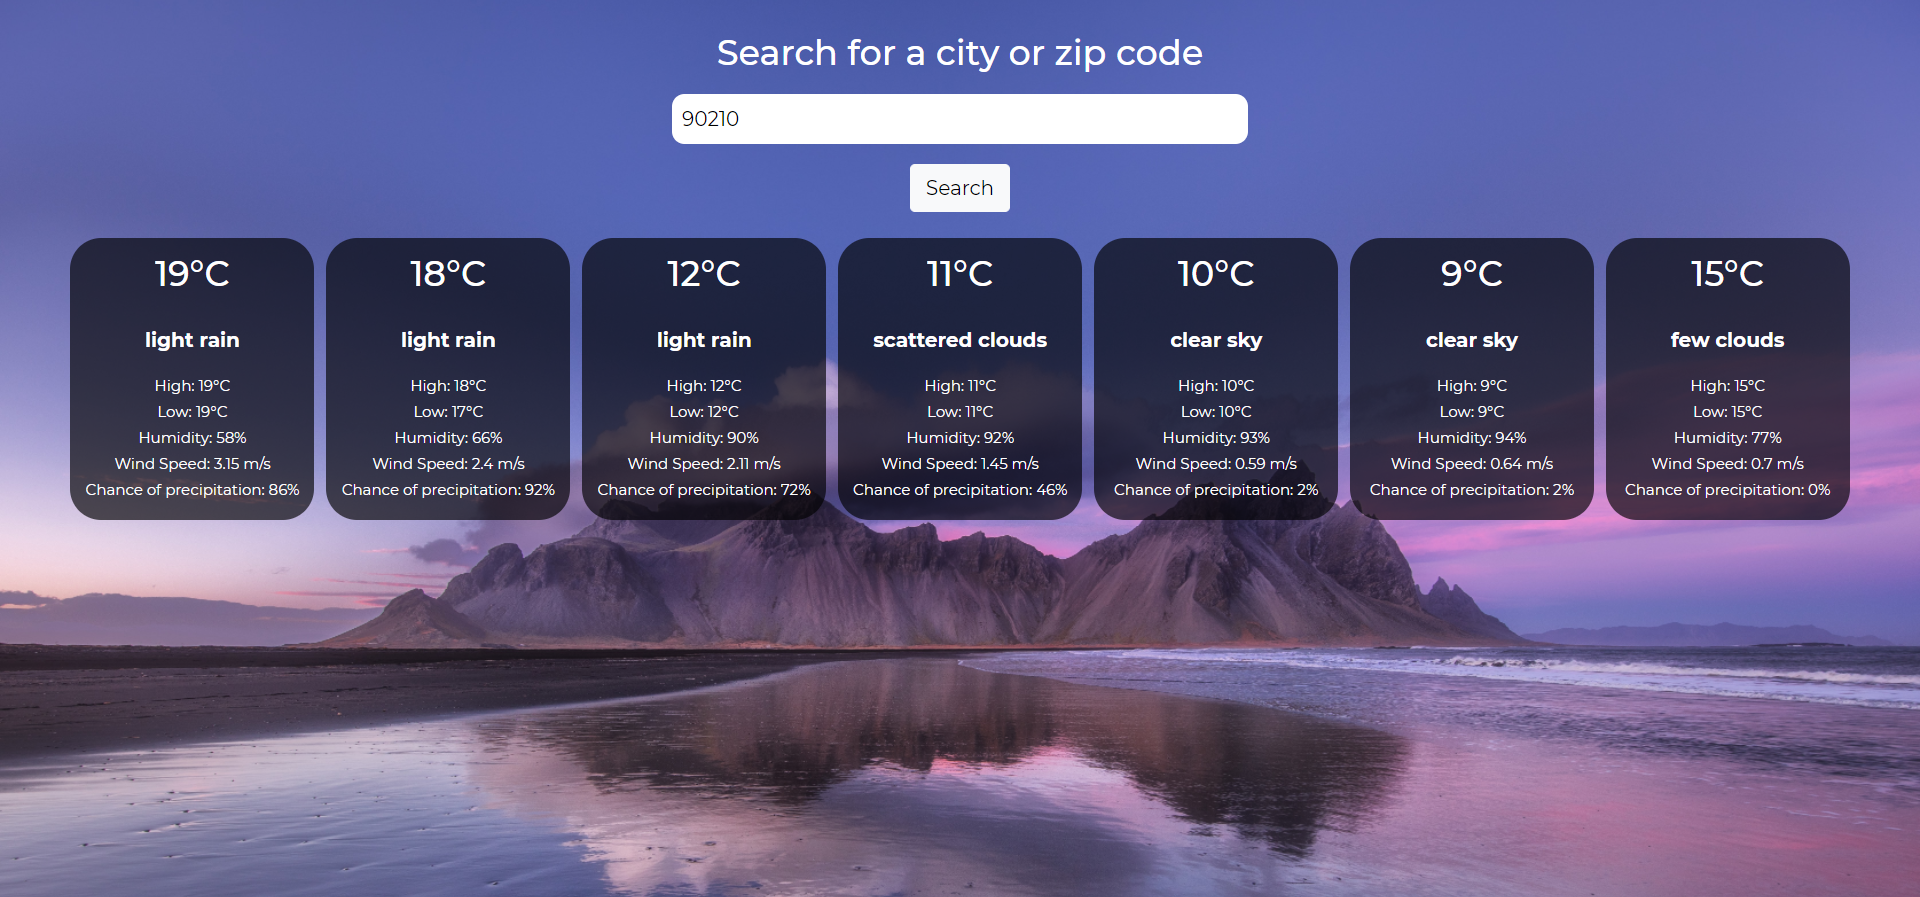 Search for a city or zip code
90210
Search
19°C
light rain
High: 19°C
Low: 19°C
Humidity: 58%
Wind Speed: 3.15 m/s
Chance of precipitation: 86%
18°C
light rain
High: 18°C
Low: 17°C
Humidity: 66%
Wind Speed: 2.4 m/s
Chance of precipitation: 92%
12°C
light rain
High: 12°C
Low: 12°C
Humidity: 90%
Wind Speed: 2.11 m/s
Chance of precipitation: 72%
11°C
scattered clouds
High: 11°C
Low: 11°C
Humidity: 92%
Wind Speed: 1.45 m/s
Chance of precipitation: 46%
10°C
clear sky
High: 10°C
Low: 10°C
Humidity: 93%
Wind Speed: 0.59 m/s
Chance of precipitation: 2%
9°C
clear sky
High: 9°C
Low: 9°C
Humidity: 94%
Wind Speed: 0.64 m/s
Chance of precipitation: 2%
15°C
few clouds
High: 15°C
Low: 15°C
Humidity: 77%
Wind Speed: 0.7 m/s
Chance of precipitation: 0%